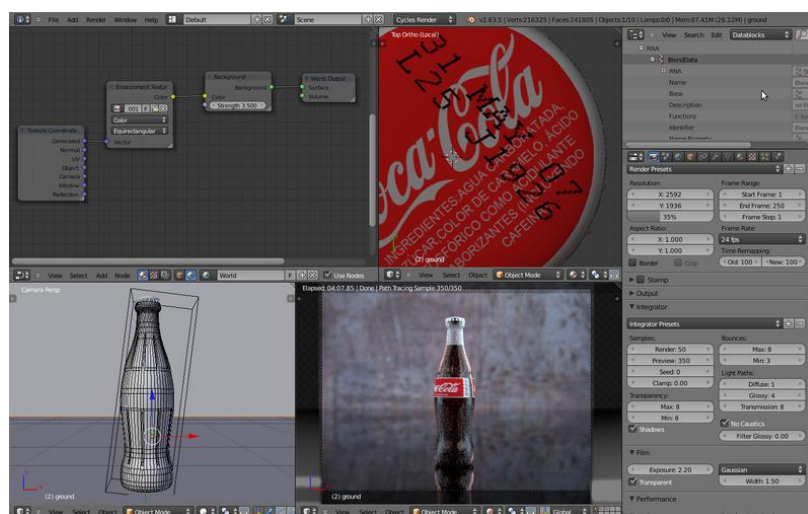 File Add Render Window Help
Default
Scene
Cycles Render
v2.63.5 | Verts:216325 | Faces:241805 | Objects:1/10 | Lamps:0/0 | Mem:87.41M (26.12M) | ground
Environment Textur
Color
001 F
Color
Equirectangular
Vector
Background
Background
Color
Strength 3.500
World Output
Surface
Volume
Texture Coordinate
Generated
Normal
UV
Object
Camera
Window
Reflection
View Select Add Node
World
F
Use Nodes
Top Ortho (Local)
Coca-Cola
INGREDIENTES:AGUA CARBONATADA,
COMO ACIDULANTE
(2) ground
View Select Object
Object Mode
View Search Edit
Datablocks
RNA
BlendData
RNA
Name
Base
Description
Functions
Identifier
Render Presets
Resolution:
X: 2592
Y: 1936
35%
Aspect Ratio:
X: 1.000
Y: 1.000
Border
Crop
Frame Range:
Start Frame: 1
End Frame: 250
Frame Step: 1
Frame Rate:
24 fps
Time Remapping:
Old: 100
New: 100
Stamp
Output
Integrator
Integrator Presets
Samples:
Render: 50
Preview: 350
Seed: 0
Clamp: 0.00
Transparency:
Max: 8
Min: 8
Shadows
Bounces:
Max: 8
Min: 3
Light Paths:
Diffuse: 1
Glossy: 4
Transmission: 8
No Caustics
Filter Glossy: 0.00
Film
Exposure: 2.20
Transparent
Gaussian
Width: 1.50
Performance
Camera Persp
(2) ground
View Select Object
Object Mode
Elapsed: 04:07.85 | Done | Path Tracing Sample 350/350
(2) ground
View Select Object
Object Mode
Global